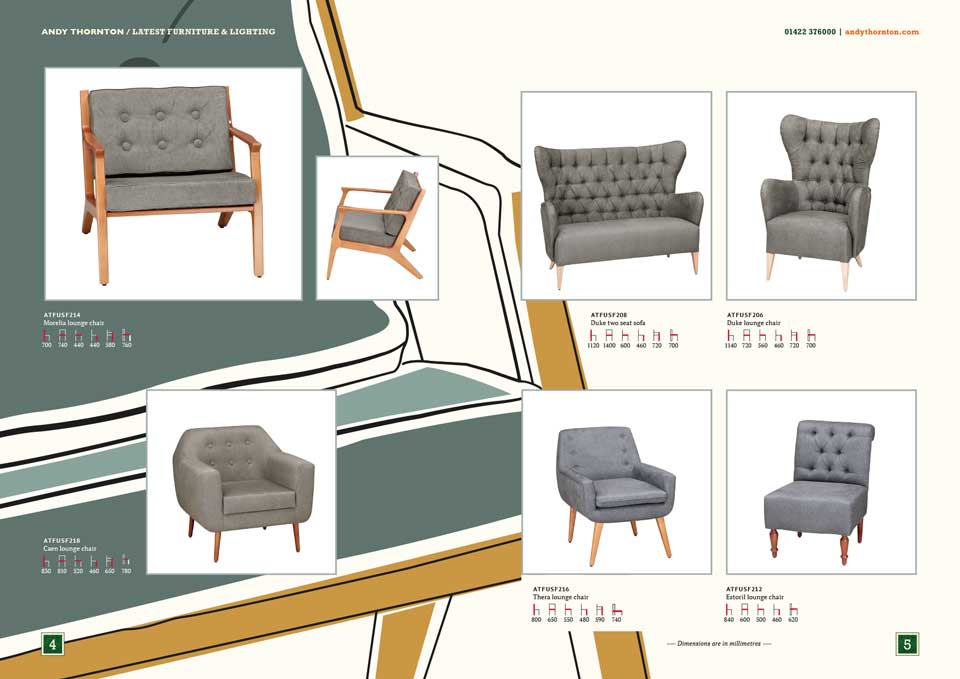 ANDY THORNTON / LATEST FURNITURE & LIGHTING
01422 376000 | andythornton.com
ATFUSF214
Morelia lounge chair
700 740 440 440 580 760
ATFUSF208
Duke two seat sofa
1120 1400 600 460 720 700
ATFUSF206
Duke lounge chair
1140 720 560 460 720 700
ATFUSF218
Caen lounge chair
830 810 520 460 650 780
ATFUSF216
Thera lounge chair
800 650 550 480 590 740
ATFUSF212
Estoril lounge chair
840 600 500 460 620
4
— Dimensions are in millimetres —
5